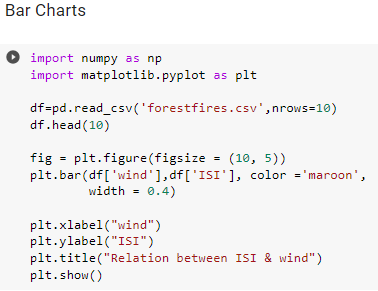 Bar Charts
import numpy as np
import matplotlib.pyplot as plt
df=pd.read_csv('forestfires.csv',nrows=10)
df.head(10)
fig = plt.figure(figsize = (10, 5))
plt.bar(df['wind'],df['ISI'], color ='maroon',
        width = 0.4)
plt.xlabel("wind")
plt.ylabel("ISI")
plt.title("Relation between ISI & wind")
plt.show()